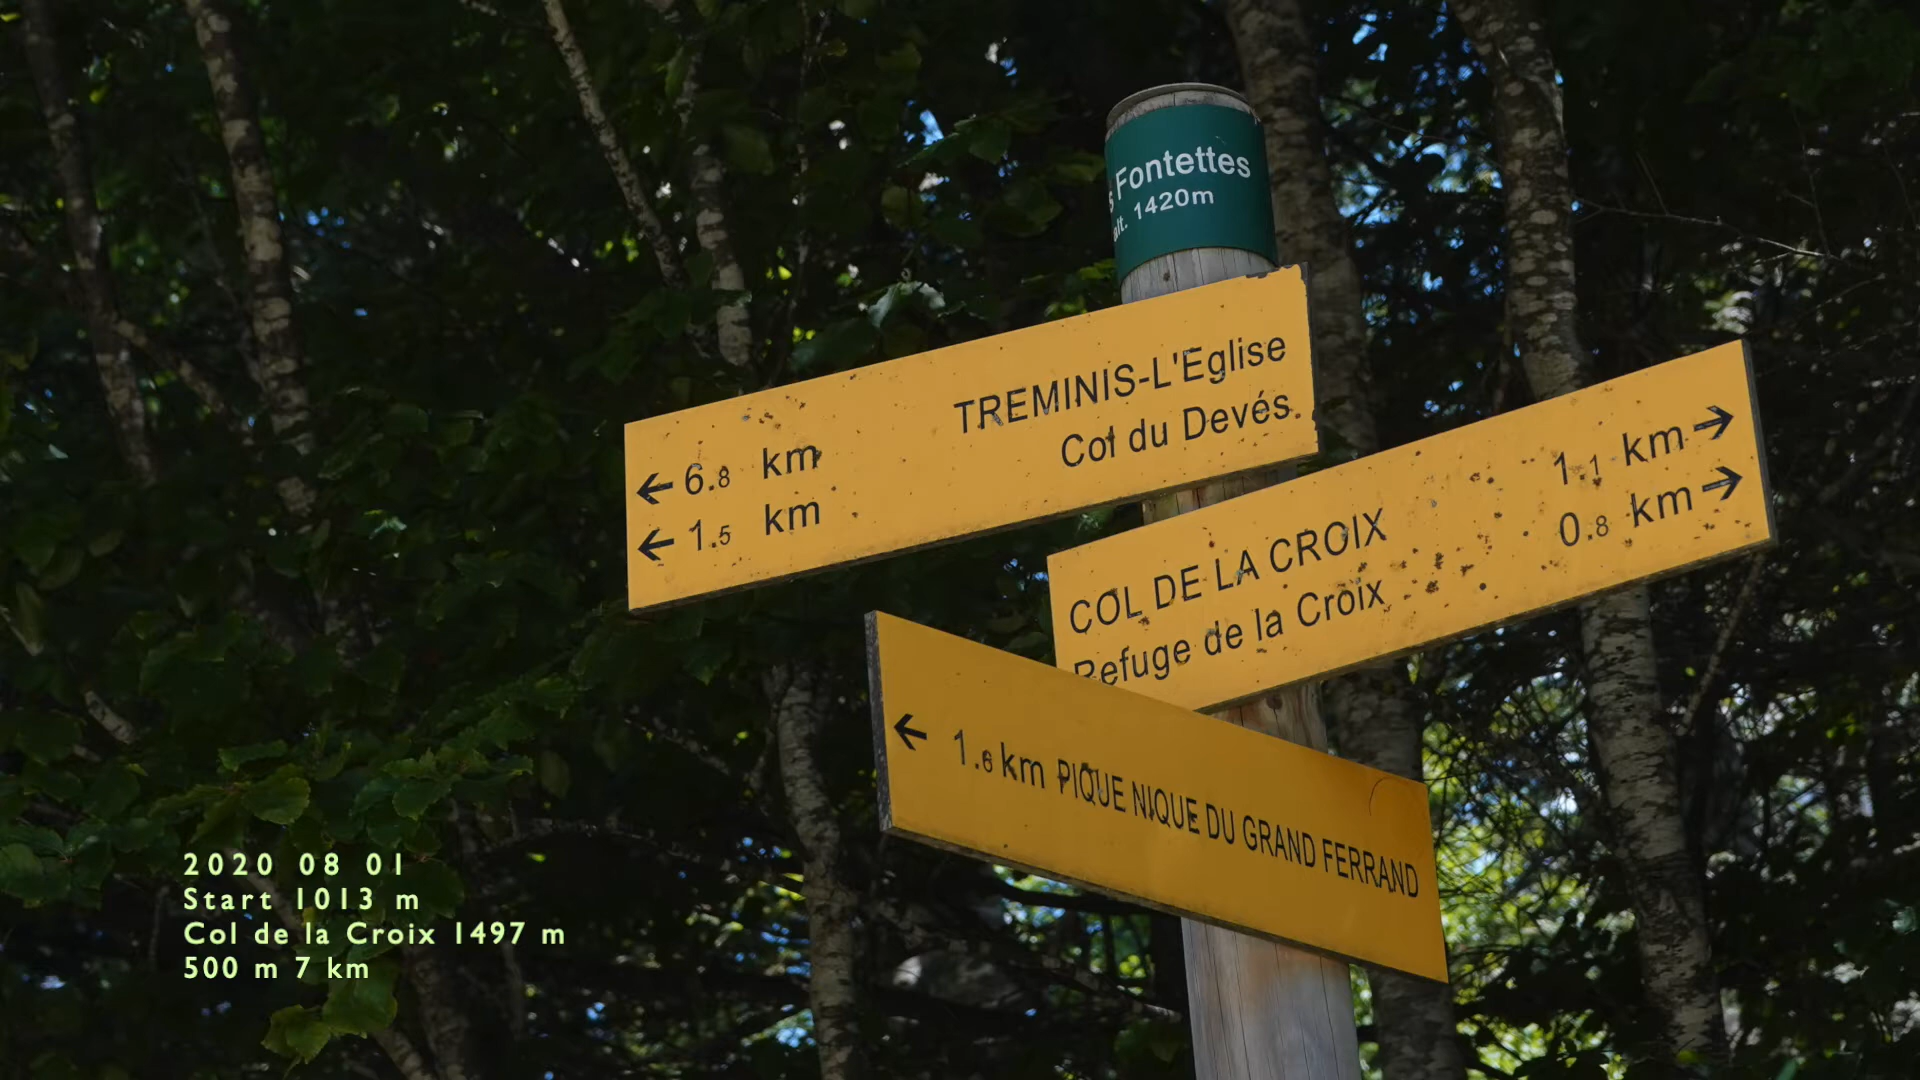 Fontettes
alt. 1420m
TREMINIS-L'Eglise
Col du Devés
← 6.8 km
← 1.5 km
COL DE LA CROIX 1.1 km →
Refuge de la Croix 0.8 km →
← 1.6 km PIQUE NIQUE DU GRAND FERRAND
2020 08 01
Start 1013 m
Col de la Croix 1497 m
500 m 7 km